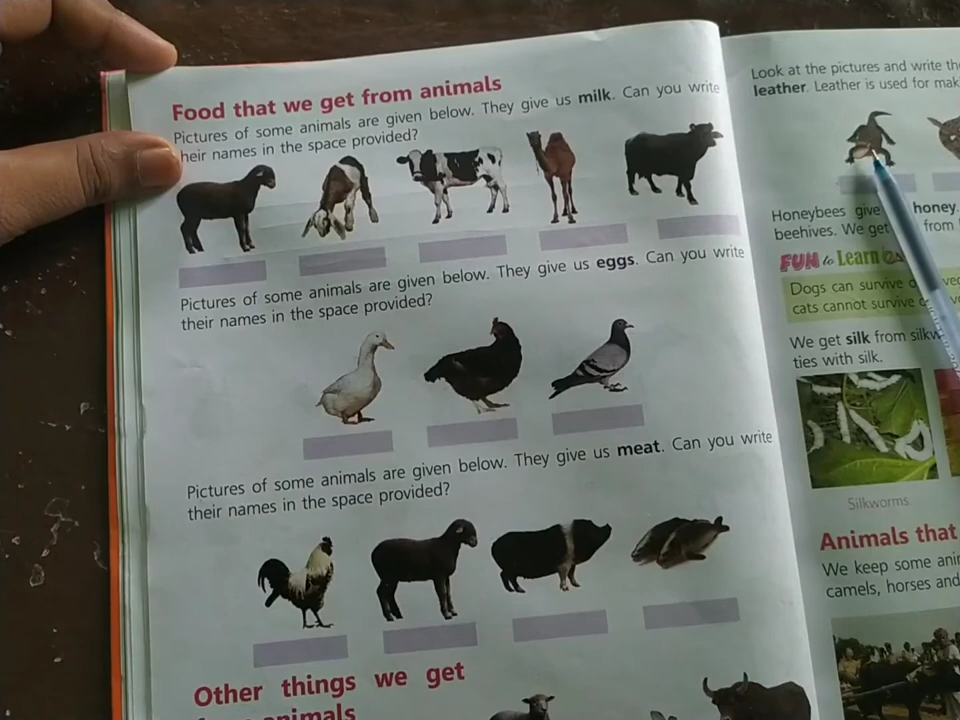 Food that we get from animals
Pictures of some animals are given below. They give us milk. Can you write
heir names in the space provided?
Pictures of some animals are given below. They give us eggs. Can you write
their names in the space provided?
Pictures of some animals are given below. They give us meat. Can you write
their names in the space provided?
Other things we get
animals
Look at the pictures and write
leather. Leather is used for
Honeybees give honey.
beehives. We get from
FUN to Learn
Dogs can survive
cats cannot survive
We get silk from
ties with silk.
Silkworms
Animals that
We keep some
camels, horses and